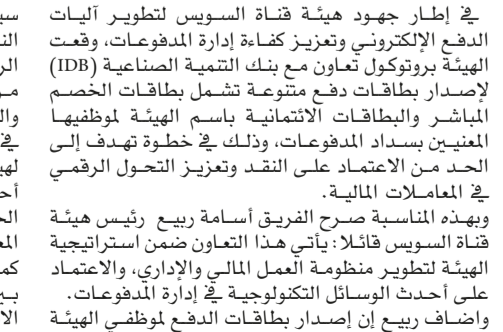 في إطار جهود هيئة قناة السويس لتطوير آليات
الدفع الإلكتروني وتعزيز كفاءة إدارة المدفوعات، وقعت
الهيئة بروتوكول تعاون مع بنك التنمية الصناعية (IDB)
لإصدار بطاقات دفع متنوعة تشمل بطاقات الخصم
المباشر والبطاقات الائتمانية باسم الهيئة لموظفيها
المعنيين بسداد المدفوعات، وذلك في خطوة تهدف إلى
الحد من الاعتماد على النقد وتعزيز التحول الرقمي
في المعاملات المالية.
وبهذه المناسبة صرح الفريق أسامة ربيع رئيس هيئة
قناة السويس قائلا: يأتي هذا التعاون ضمن استراتيجية
الهيئة لتطوير منظومة العمل المالي والإداري، والاعتماد
على أحدث الوسائل التكنولوجية في إدارة المدفوعات.
واضاف ربيع إن إصدار بطاقات الدفع لموظفي الهيئة